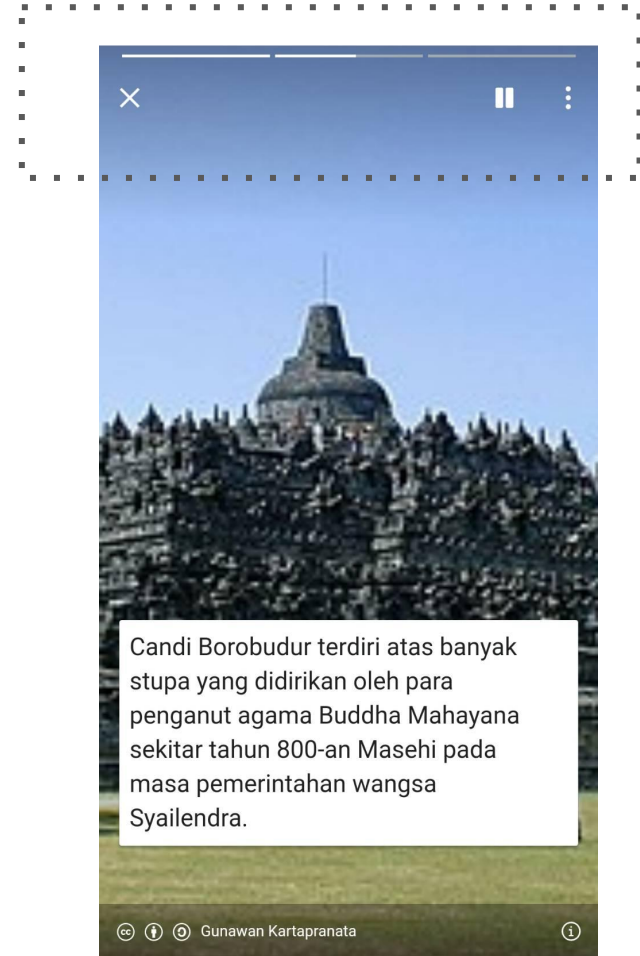 Candi Borobudur terdiri atas banyak
stupa yang didirikan oleh para
penganut agama Buddha Mahayana
sekitar tahun 800-an Masehi pada
masa pemerintahan wangsa
Syailendra.
Gunawan Kartapranata